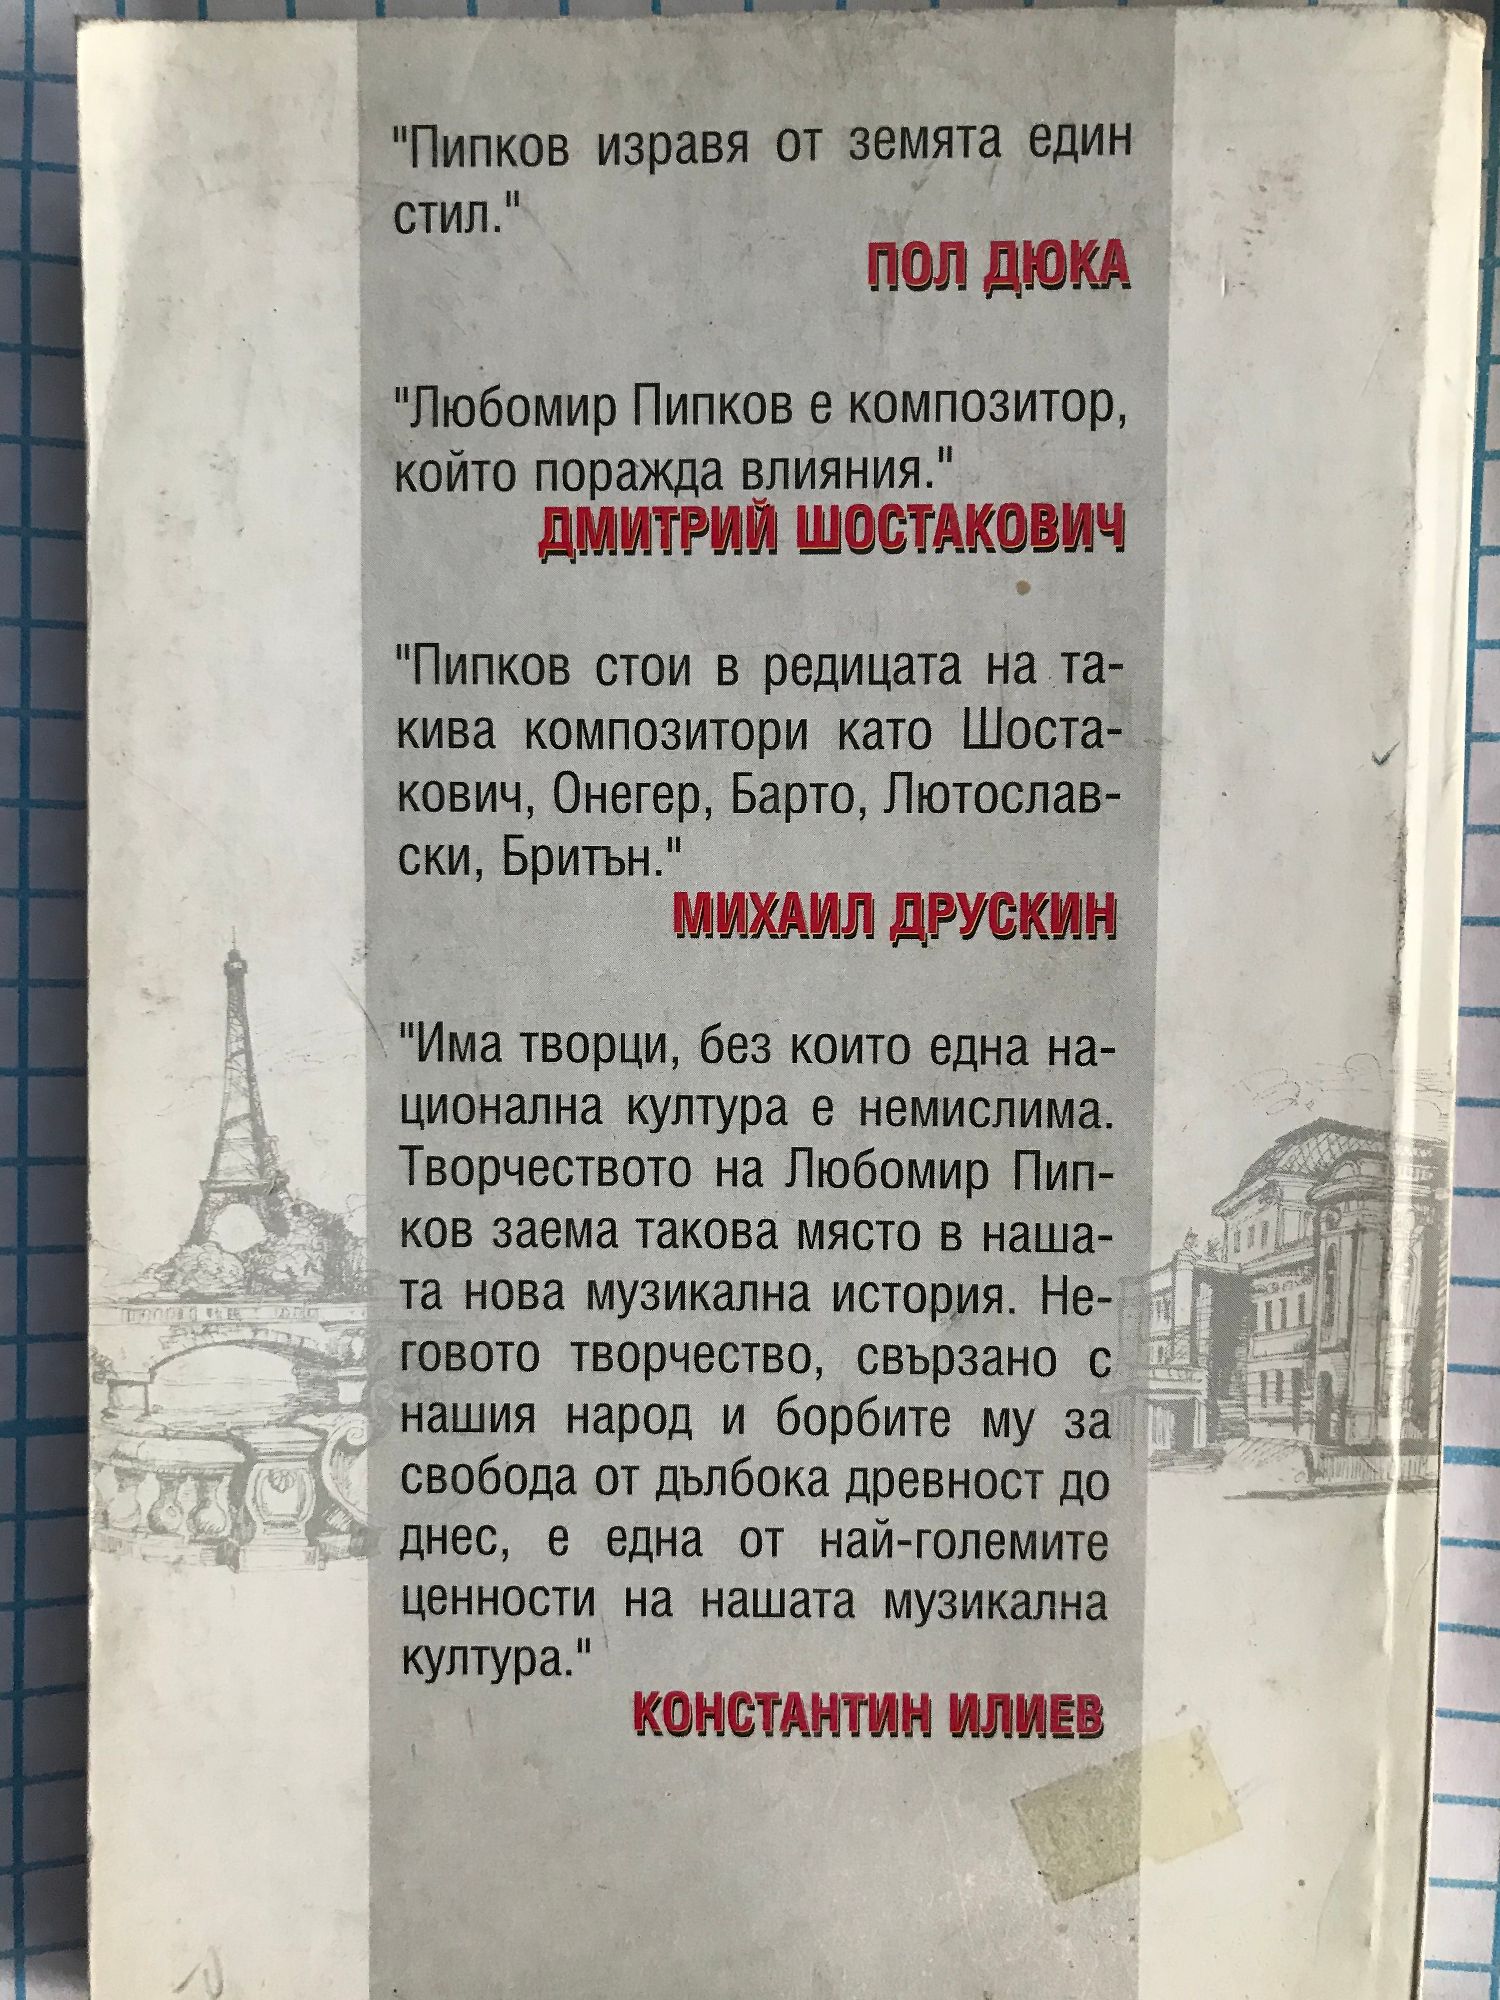 "Пипков изравя от земята един
стил."
ПОЛ ДЮКА
"Любомир Пипков е композитор,
който поражда влияния."
ДМИТРИЙ ШОСТАКОВИЧ
"Пипков стои в редицата на та-
кива композитори като Шоста-
кович, Онегер, Барто, Лютослав-
ски, Бритън."
МИХАИЛ ДРУСКИН
"Има творци, без които една на-
ционална култура е немислима.
Творчеството на Любомир Пип-
ков заема такова място в наша-
та нова музикална история. Не-
говото творчество, свързано с
нашия народ и борбите му за
свобода от дълбока древност до
днес, е една от най-големите
ценности на нашата музикална
култура."
КОНСТАНТИН ИЛИЕВ